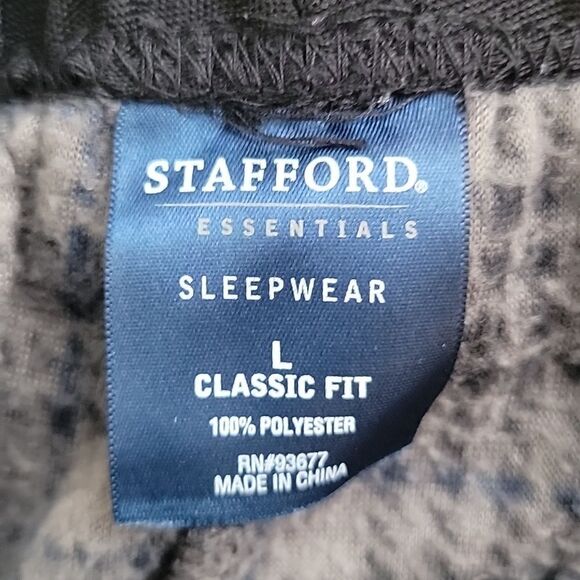 STAFFORD®
ESSENTIALS
SLEEPWEAR
L
CLASSIC FIT
100% POLYESTER
RN#93677
MADE IN CHINA